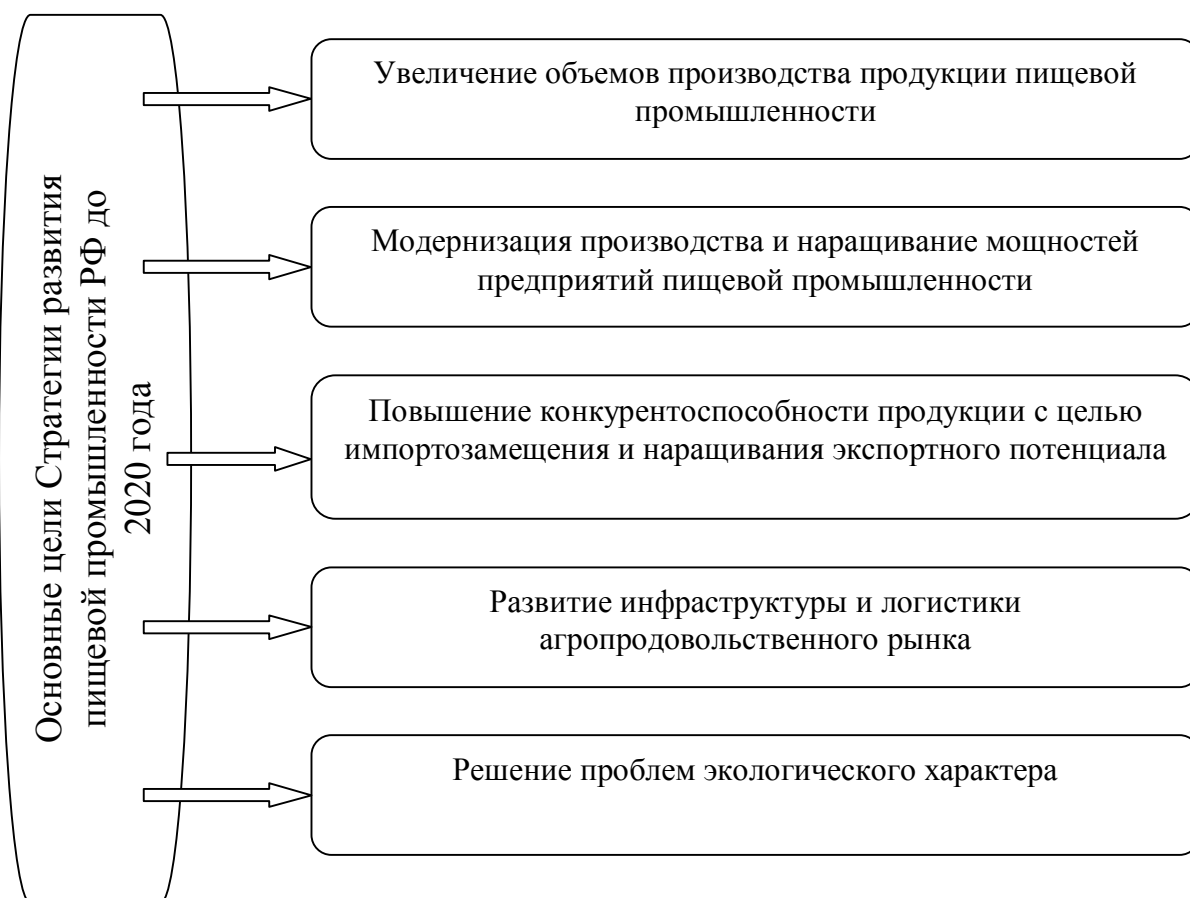 Основные цели Стратегии развития
пищевой промышленности РФ до
2020 года
Увеличение объемов производства продукции пищевой
промышленности
Модернизация производства и наращивание мощностей
предприятий пищевой промышленности
Повышение конкурентоспособности продукции с целью
импортозамещения и наращивания экспортного потенциала
Развитие инфраструктуры и логистики
агропродовольственного рынка
Решение проблем экологического характера